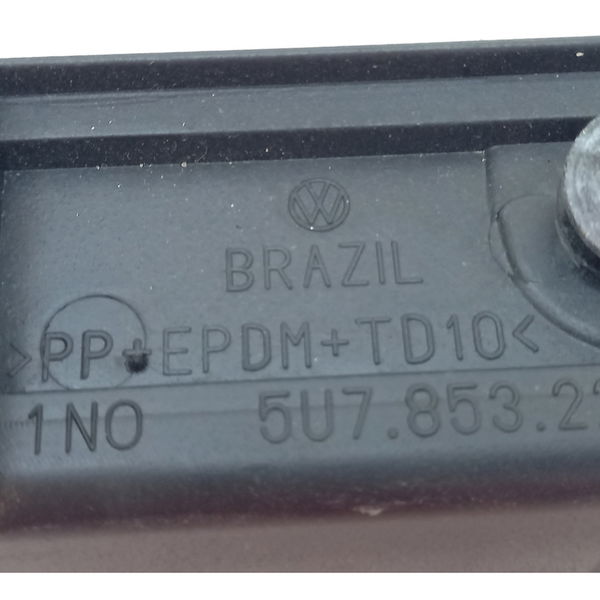 BRAZIL
>PP+EPDM+TD10<
1NO 5U7.853.2